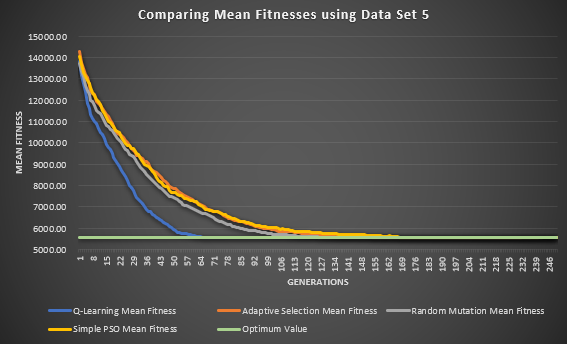 Comparing Mean Fitnesses using Data Set 5
15000.00
14000.00
13000.00
12000.00
11000.00
10000.00
9000.00
8000.00
7000.00
6000.00
5000.00
MEAN FITNESS
1 8 15 22 29 36 43 50 57 64 71 78 85 92 99 106 113 120 127 134 141 148 155 162 169 176 183 190 197 204 211 218 225 232 239 246
GENERATIONS
Q-Learning Mean Fitness Adaptive Selection Mean Fitness Random Mutation Mean Fitness
Simple PSO Mean Fitness Optimum Value